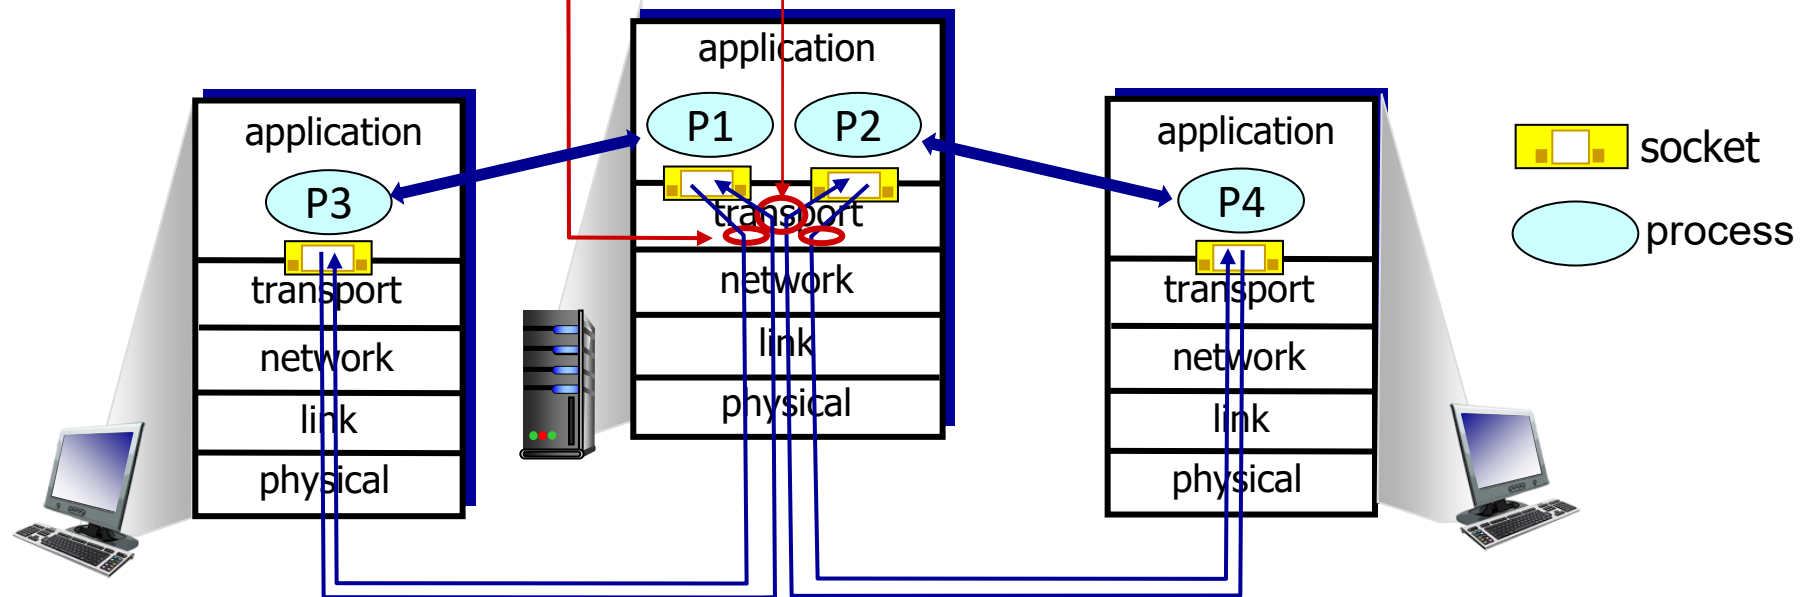 application
P3
transport
network
link
physical
application
P1
P2
transport
network
link
physical
application
P4
transport
network
link
physical
socket
process